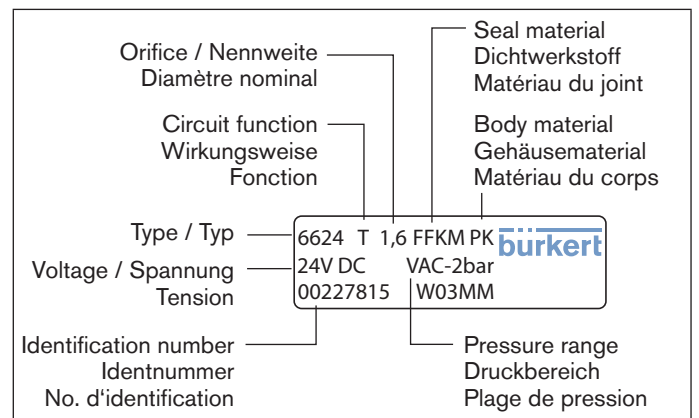 Orifice / Nennweite
Diamètre nominal
Seal material
Dichtwerkstoff
Matériau du joint
Circuit function
Wirkungsweise
Fonction
Body material
Gehäusematerial
Matériau du corps
Type / Typ
Voltage / Spannung
Tension
6624 T 1,6 FFKM PK bürkert
24V DC VAC-2bar
00227815 W03MM
Identification number
Identnummer
No. d‘identification
Pressure range
Druckbereich
Plage de pression